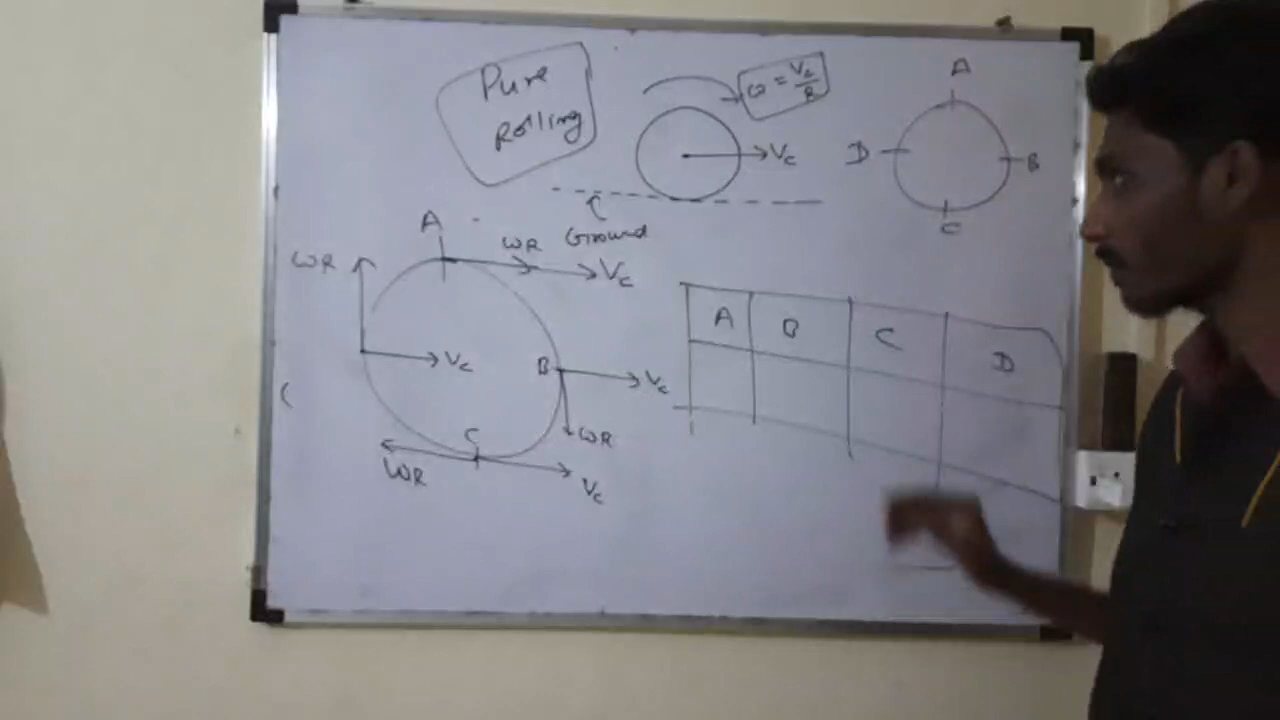 Pure
rolling
ω = Vc/R
Vc
Ground
A
D
B
C
A
ωR
Vc
ωR
Vc
B
Vc
ωR
C
ωR
Vc
A B C D
(